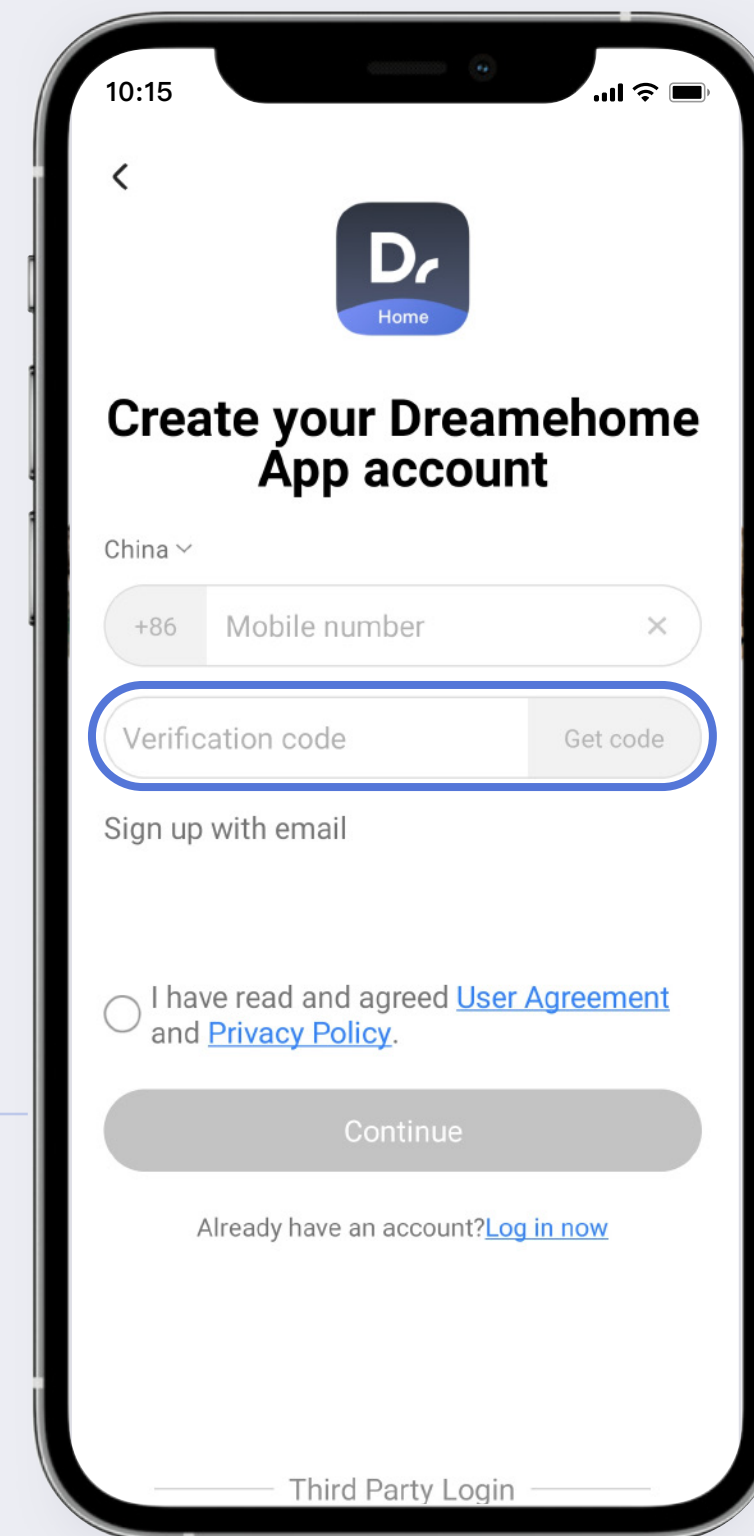 10:15
Dr
Home
Create your Dreamehome
App account
China
+86 Mobile number
Verification code Get code
Sign up with email
I have read and agreed User Agreement
and Privacy Policy.
Continue
Already have an account?Log in now
Third Party Login